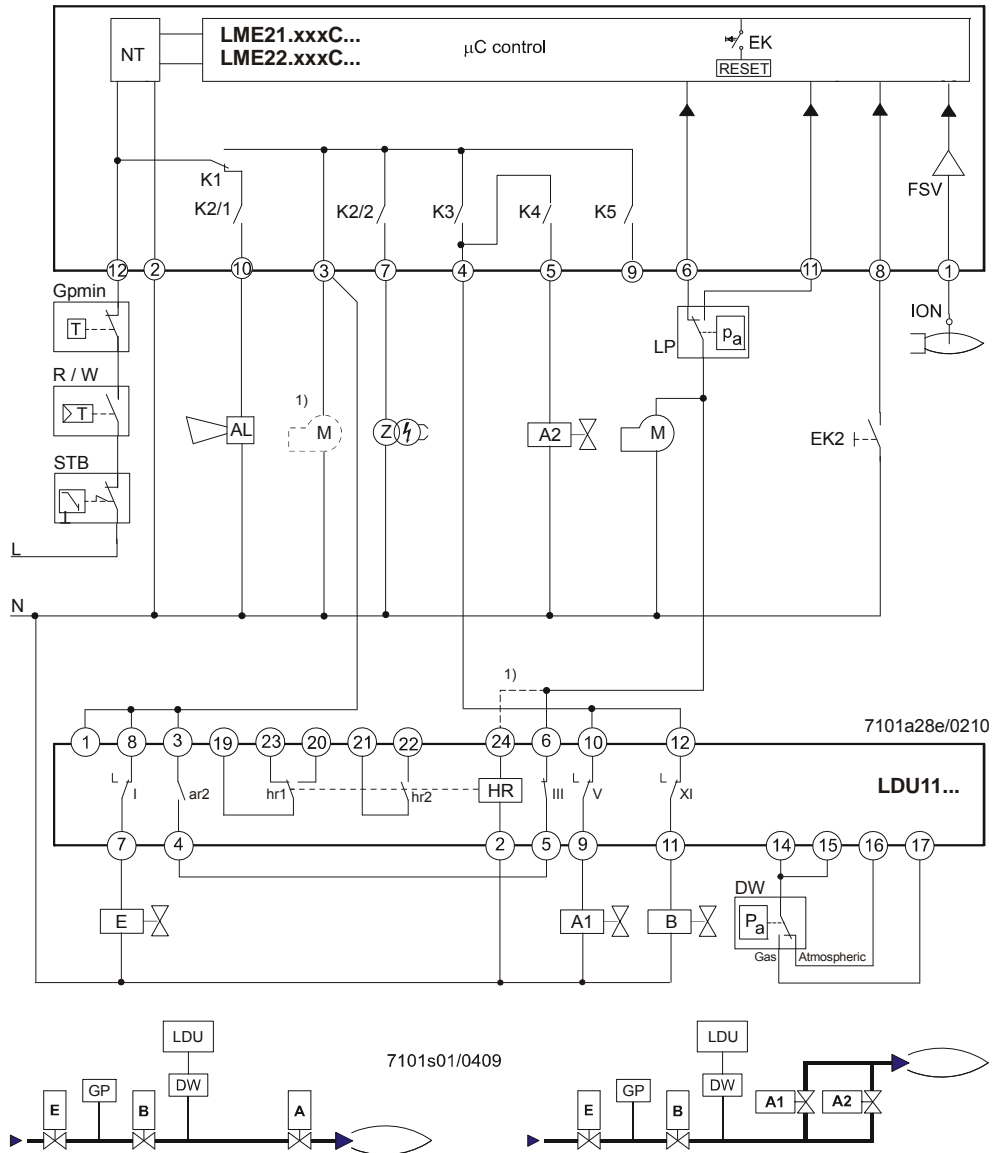 LME21.xxxC...
LME22.xxxC...
NT
μC control
EK
RESET
FSV
K1
K2/1
K2/2
K3
K4
K5
12 2 10 3 7 4 5 9 6 11 8 1
Gpmin
T
ION
LP
pa
R / W
T
1)
AL
M
Z
A2
M
EK2
STB
L
N
1)
7101a28e/0210
1 8 3 19 23 20 21 22 24 6 10 12
LDU11...
I
ar2
hr1
hr2
HR
III
V
XI
7 4 2 5 9 11 14 15 16 17
DW
E
A1
B
Pa
Gas
Atmospheric
LDU
7101s01/0409
LDU
GP
DW
GP
DW
E
B
A
E
B
A1
A2